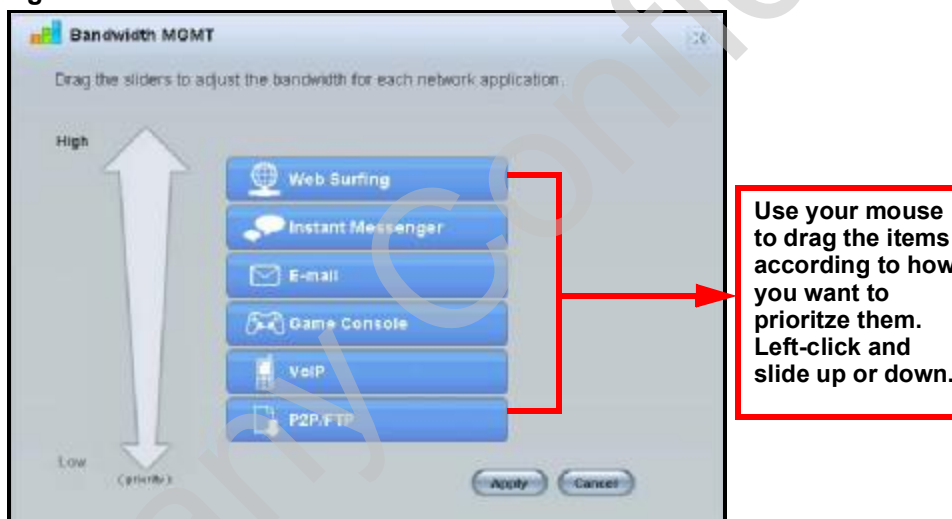 Bandwidth MGMT
Drag the sliders to adjust the bandwidth for each network application.
High
Web Surfing
Instant Messenger
E-mail
Game Console
VoIP
P2P/FTP
Low
(priority)
Apply
Cancel
Use your mouse
to drag the items
according to how
you want to
prioritze them.
Left-click and
slide up or down.